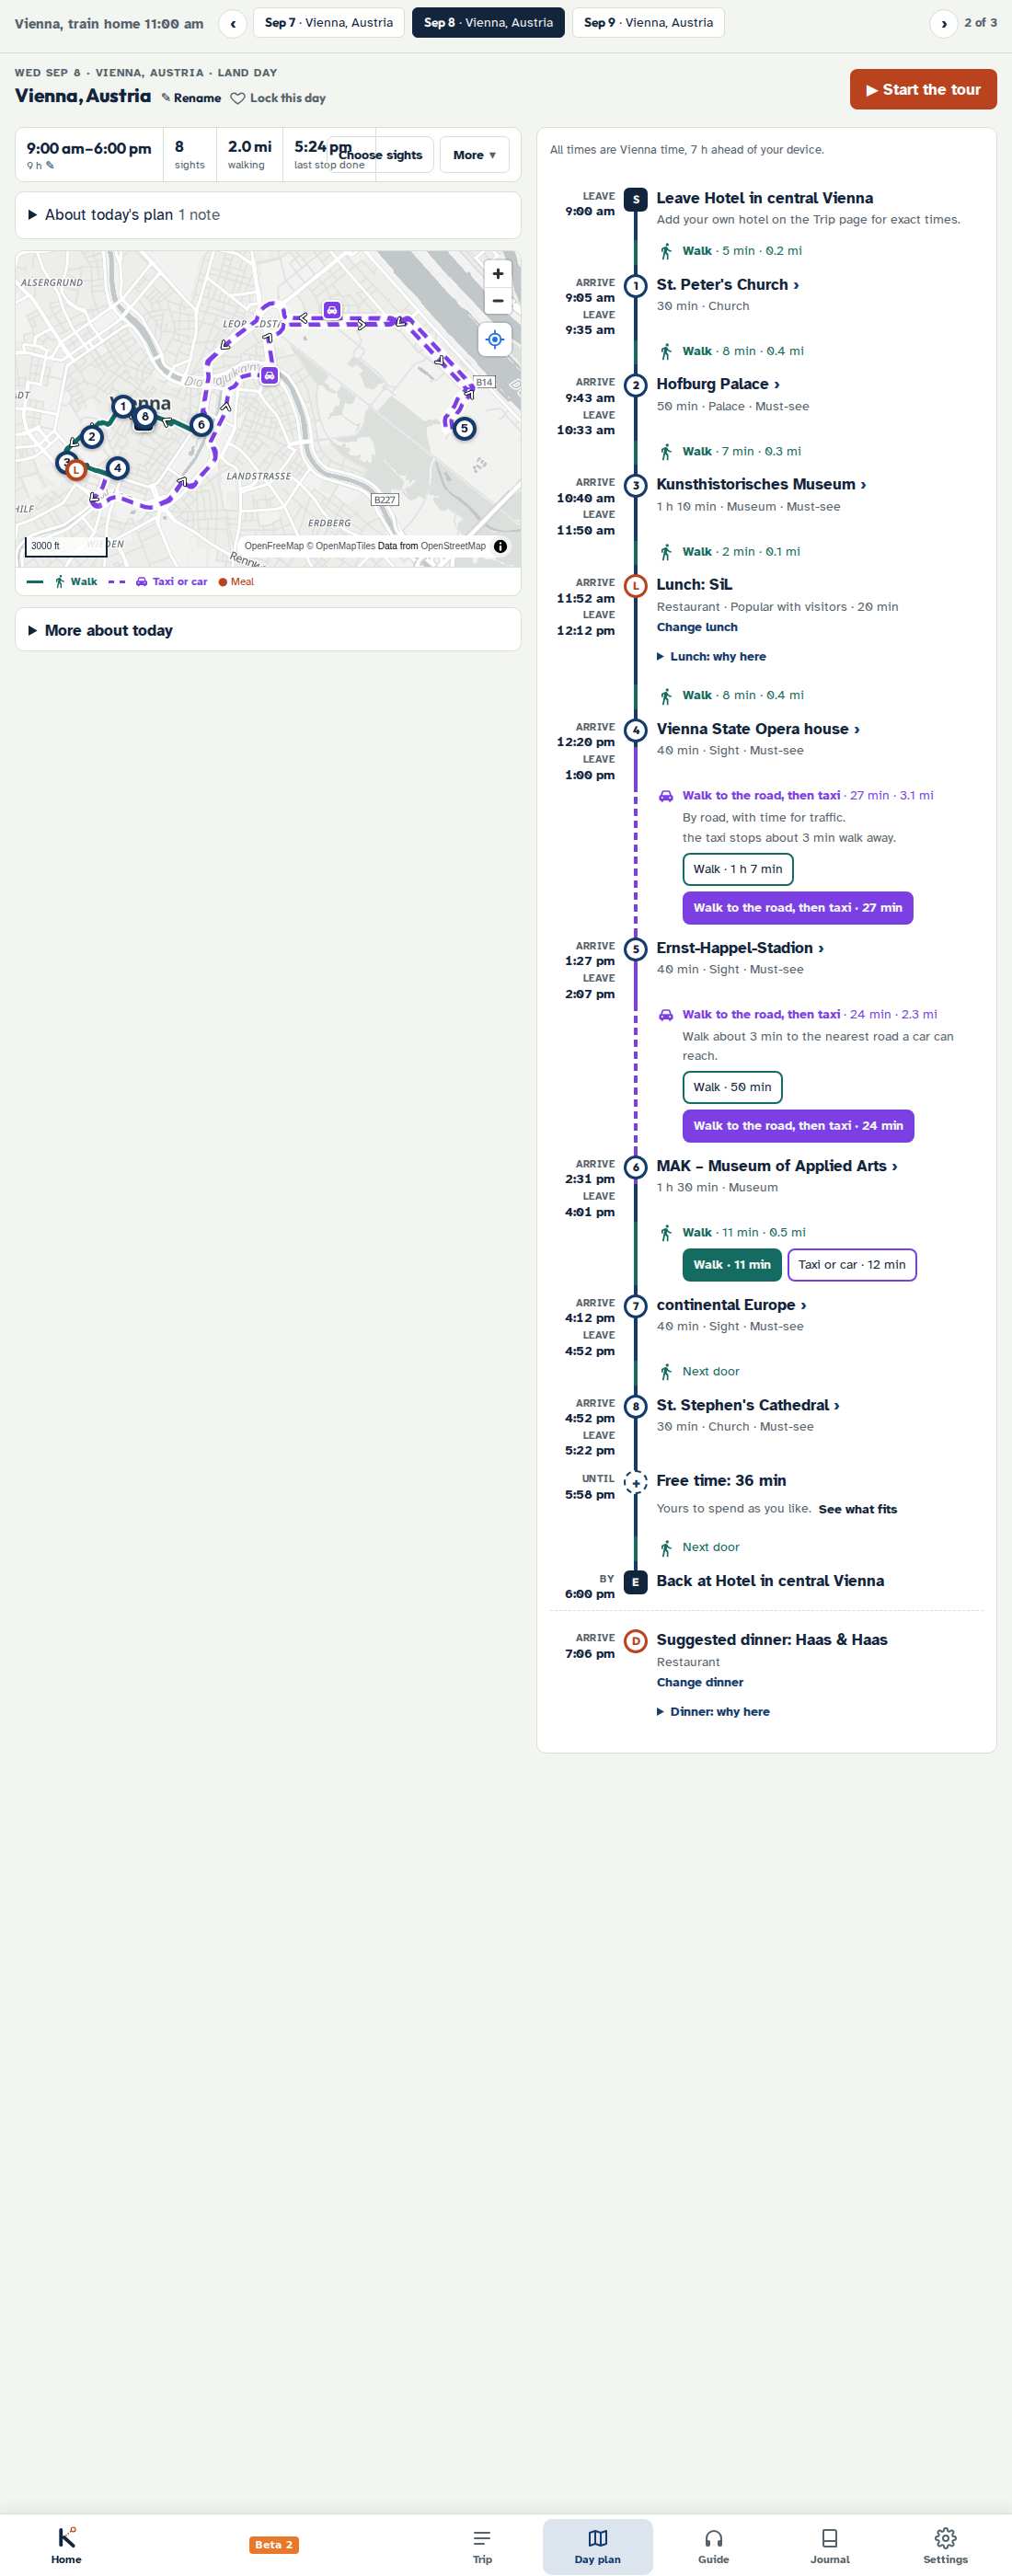 Vienna, train home 11:00 am
‹
Sep 7 · Vienna, Austria
Sep 8 · Vienna, Austria
Sep 9 · Vienna, Austria
›
2 of 3
WED SEP 8 · VIENNA, AUSTRIA · LAND DAY
Vienna, Austria
✎ Rename
Lock this day
▶ Start the tour
9:00 am–6:00 pm
9 h ✎
8
sights
2.0 mi
walking
5:24 pm
last stop done
Choose sights
More ▾
▶ About today's plan 1 note
ALSERGRUND
B14
LANDSTRASSE
B227
ERDBERG
1
8
2
6
5
3
L
4
+
−
3000 ft
OpenFreeMap © OpenMapTiles Data from OpenStreetMap
Walk
Taxi or car
Meal
▶ More about today
All times are Vienna time, 7 h ahead of your device.
LEAVE
9:00 am
S
Leave Hotel in central Vienna
Add your own hotel on the Trip page for exact times.
Walk · 5 min · 0.2 mi
ARRIVE
9:05 am
LEAVE
9:35 am
1
St. Peter's Church ›
30 min · Church
Walk · 8 min · 0.4 mi
ARRIVE
9:43 am
LEAVE
10:33 am
2
Hofburg Palace ›
50 min · Palace · Must-see
Walk · 7 min · 0.3 mi
ARRIVE
10:40 am
LEAVE
11:50 am
3
Kunsthistorisches Museum ›
1 h 10 min · Museum · Must-see
Walk · 2 min · 0.1 mi
ARRIVE
11:52 am
LEAVE
12:12 pm
L
Lunch: SiL
Restaurant · Popular with visitors · 20 min
Change lunch
▶ Lunch: why here
Walk · 8 min · 0.4 mi
ARRIVE
12:20 pm
LEAVE
1:00 pm
4
Vienna State Opera house ›
40 min · Sight · Must-see
Walk to the road, then taxi · 27 min · 3.1 mi
By road, with time for traffic.
the taxi stops about 3 min walk away.
Walk · 1 h 7 min
Walk to the road, then taxi · 27 min
ARRIVE
1:27 pm
LEAVE
2:07 pm
5
Ernst-Happel-Stadion ›
40 min · Sight · Must-see
Walk to the road, then taxi · 24 min · 2.3 mi
Walk about 3 min to the nearest road a car can
reach.
Walk · 50 min
Walk to the road, then taxi · 24 min
ARRIVE
2:31 pm
LEAVE
4:01 pm
6
MAK – Museum of Applied Arts ›
1 h 30 min · Museum
Walk · 11 min · 0.5 mi
Walk · 11 min
Taxi or car · 12 min
ARRIVE
4:12 pm
LEAVE
4:52 pm
7
continental Europe ›
40 min · Sight · Must-see
Next door
ARRIVE
4:52 pm
LEAVE
5:22 pm
8
St. Stephen's Cathedral ›
30 min · Church · Must-see
UNTIL
5:58 pm
+
Free time: 36 min
Yours to spend as you like. See what fits
Next door
BY
6:00 pm
E
Back at Hotel in central Vienna
ARRIVE
7:06 pm
D
Suggested dinner: Haas & Haas
Restaurant
Change dinner
▶ Dinner: why here
Home
Beta 2
Trip
Day plan
Guide
Journal
Settings